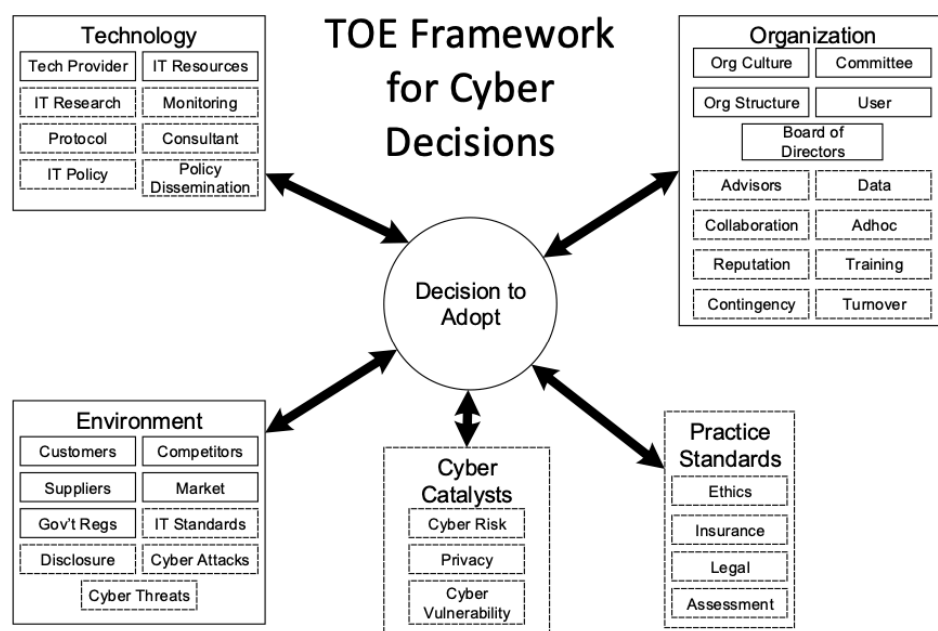 TOE Framework
for Cyber
Decisions
Technology
Tech Provider
IT Resources
IT Research
Monitoring
Protocol
Consultant
IT Policy
Policy
Dissemination
Organization
Org Culture
Committee
Org Structure
User
Board of
Directors
Advisors
Data
Collaboration
Adhoc
Reputation
Training
Contingency
Turnover
Decision to
Adopt
Environment
Customers
Competitors
Suppliers
Market
Gov't Regs
IT Standards
Disclosure
Cyber Attacks
Cyber Threats
Cyber
Catalysts
Cyber Risk
Privacy
Cyber
Vulnerability
Practice
Standards
Ethics
Insurance
Legal
Assessment